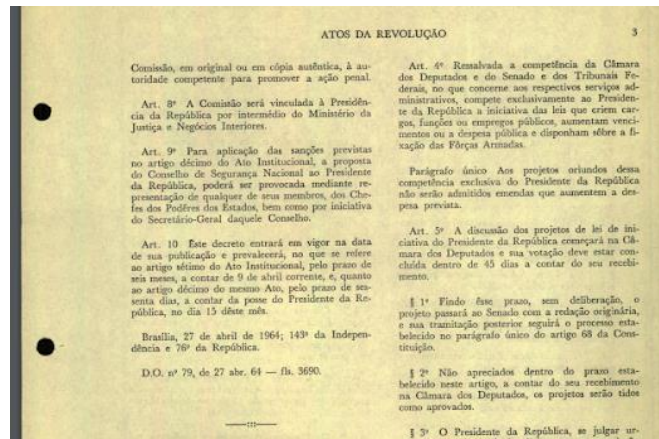 ATOS DA REVOLUÇÃO
3
Comissão, em original ou em cópia autêntica, à au-
toridade competente para promover a ação penal.
Art. 8º A Comissão será vinculada à Presidên-
cia da República por intermédio do Ministério da
Justiça e Negócios Interiores.
Art. 9º Para aplicação das sanções previstas
no artigo décimo do Ato Institucional, a proposta
do Conselho de Segurança Nacional ao Presidente
da República, poderá ser provocada mediante re-
presentação de qualquer de seus membros, dos Che-
fes dos Podêres dos Estados, bem como por iniciativa
do Secretário-Geral daquele Conselho.
Art. 10 Êste decreto entrará em vigor na data
de sua publicação e prevalecerá, no que se refere
ao artigo sétimo do Ato Institucional, pelo prazo de
seis meses, a contar de 9 de abril corrente, e, quanto
ao artigo décimo do mesmo Ato, pelo prazo de ses-
senta dias, a contar da posse do Presidente da Re-
pública, no dia 15 dêste mês.
Brasília, 27 de abril de 1964; 143º da Indepen-
dência e 76º da República.
D.O. nº 79, de 27 abr. 64 — fls. 3690.
Art. 4º Ressalvada a competência da Câmara
dos Deputados e do Senado e dos Tribunais Fe-
derais, no que concerne aos respectivos serviços ad-
ministrativos, compete exclusivamente ao Presiden-
te da República a iniciativa das leis que criem car-
gos, funções ou empregos públicos, aumentam venci-
mentos ou a despesa pública e disponham sôbre a fi-
xação das Fôrças Armadas.
Parágrafo único Aos projetos oriundos dessa
competência exclusiva do Presidente da República
não serão admitidos emendas que aumentem a des-
pesa prevista.
Art. 5º A discussão dos projetos de lei de ini-
ciativa do Presidente da República começará na Câ-
mara dos Deputados e sua votação deve estar con-
cluída dentro de 45 dias a contar do seu recebi-
mento.
§ 1º Findo êsse prazo, sem deliberação, o
projeto passará ao Senado com a redação originária,
e sua tramitação posterior seguirá o processo esta-
belecido no parágrafo único do artigo 68 da Cons-
tituição.
§ 2º Não apreciados dentro do prazo esta-
belecido neste artigo, a contar do seu recebimento
na Câmara dos Deputados, os projetos serão tidos
como aprovados.
§ 3º O Presidente da República, se julgar ur-